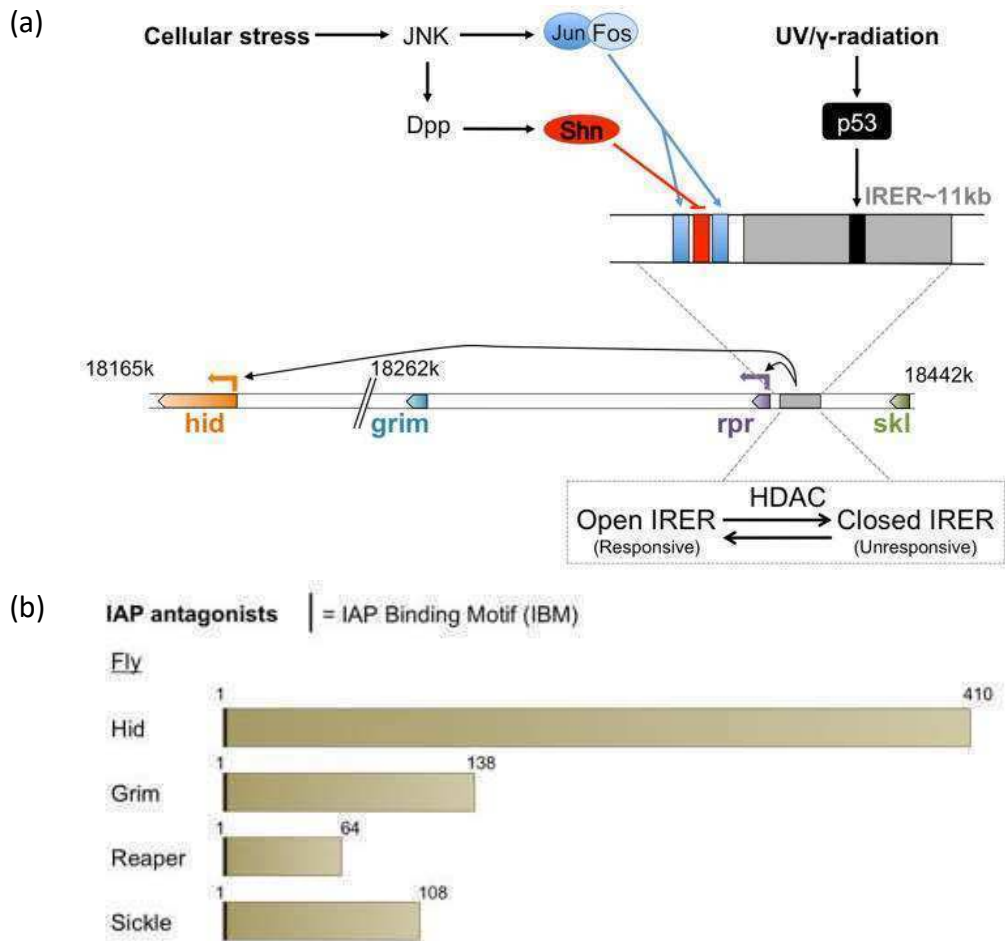 (a)
Cellular stress JNK Jun Fos UV/γ-radiation
Dpp Shn p53
IRER~11kb
18165k 18262k 18442k
hid grim rpr skl
HDAC
Open IRER Closed IRER
(Responsive) (Unresponsive)
(b)
IAP antagonists | = IAP Binding Motif (IBM)
Fly
1 410
Hid
1 138
Grim
1 64
Reaper
1 108
Sickle